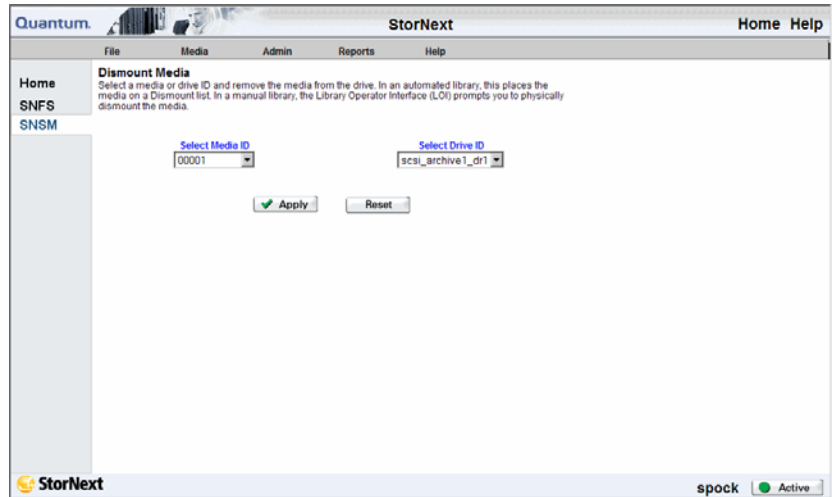 Quantum.
StorNext
Home Help
File Media Admin Reports Help
Home
SNFS
SNSM
Dismount Media
Select a media or drive ID and remove the media from the drive. In an automated library, this places the
media on a Dismount list. In a manual library, the Library Operator Interface (LOI) prompts you to physically
dismount the media.
Select Media ID Select Drive ID
00001 scsi_archive1_dr1
Apply Reset
StorNext
spock Active